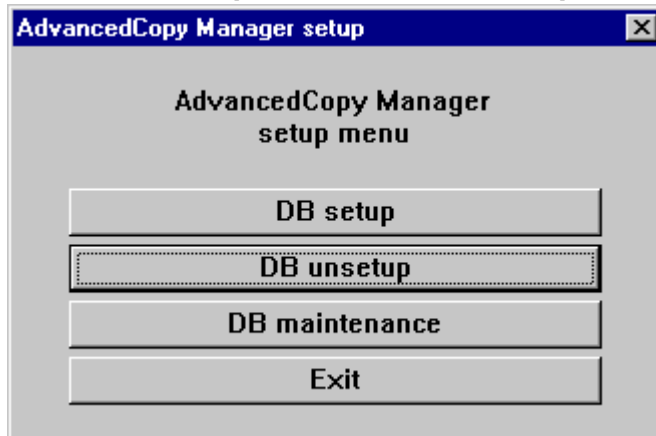 AdvancedCopy Manager setup
AdvancedCopy Manager
setup menu
DB setup
DB unsetup
DB maintenance
Exit